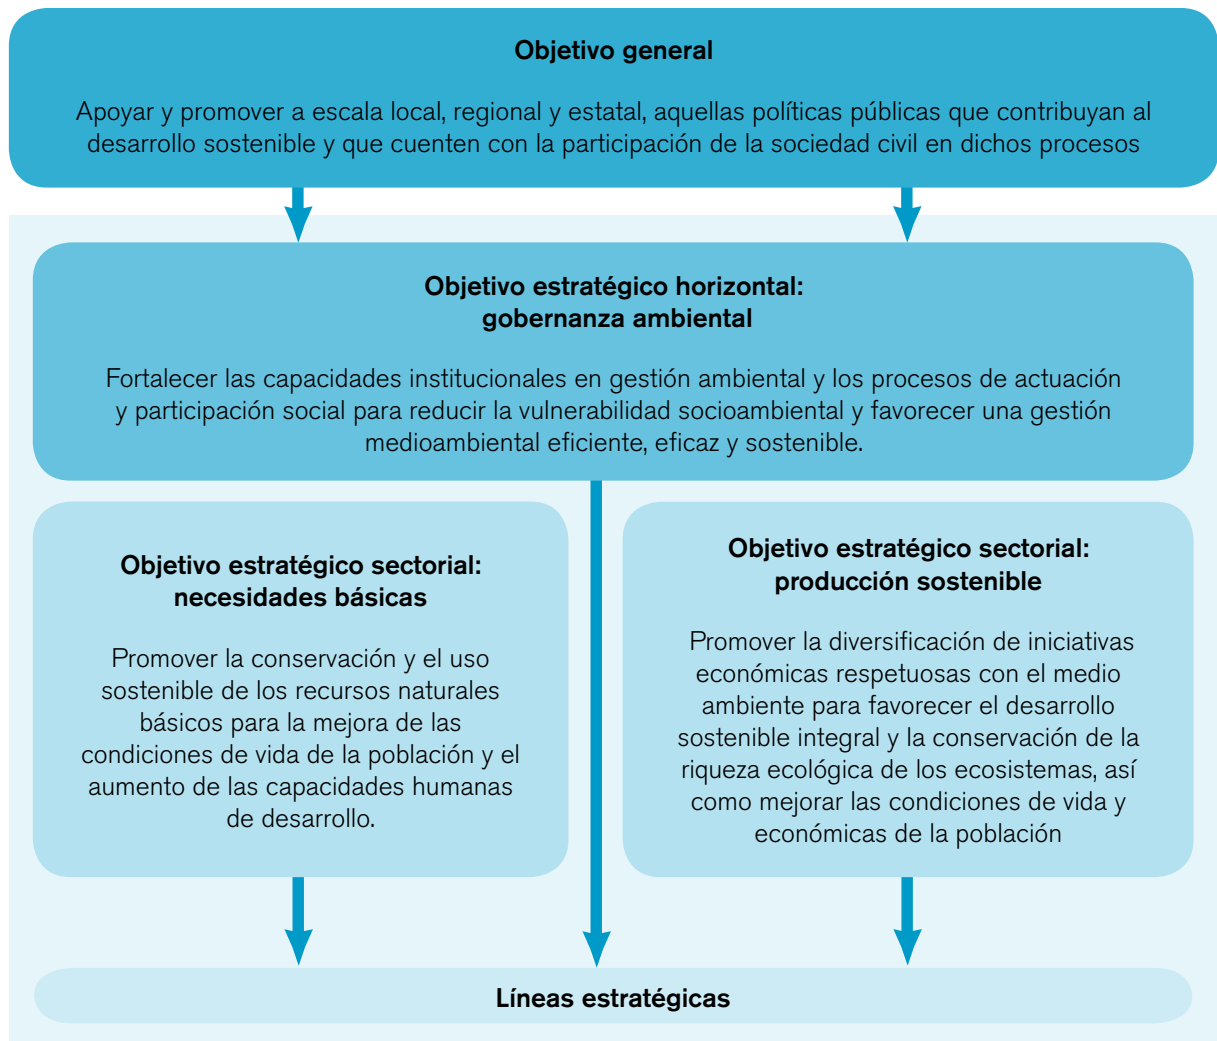 Objetivo general
Apoyar y promover a escala local, regional y estatal, aquellas políticas públicas que contribuyan al
desarrollo sostenible y que cuenten con la participación de la sociedad civil en dichos procesos
Objetivo estratégico horizontal:
gobernanza ambiental
Fortalecer las capacidades institucionales en gestión ambiental y los procesos de actuación
y participación social para reducir la vulnerabilidad socioambiental y favorecer una gestión
medioambiental eficiente, eficaz y sostenible.
Objetivo estratégico sectorial:
necesidades básicas
Promover la conservación y el uso
sostenible de los recursos naturales
básicos para la mejora de las
condiciones de vida de la población y el
aumento de las capacidades humanas
de desarrollo.
Objetivo estratégico sectorial:
producción sostenible
Promover la diversificación de iniciativas
económicas respetuosas con el medio
ambiente para favorecer el desarrollo
sostenible integral y la conservación de la
riqueza ecológica de los ecosistemas, así
como mejorar las condiciones de vida y
económicas de la población
Líneas estratégicas